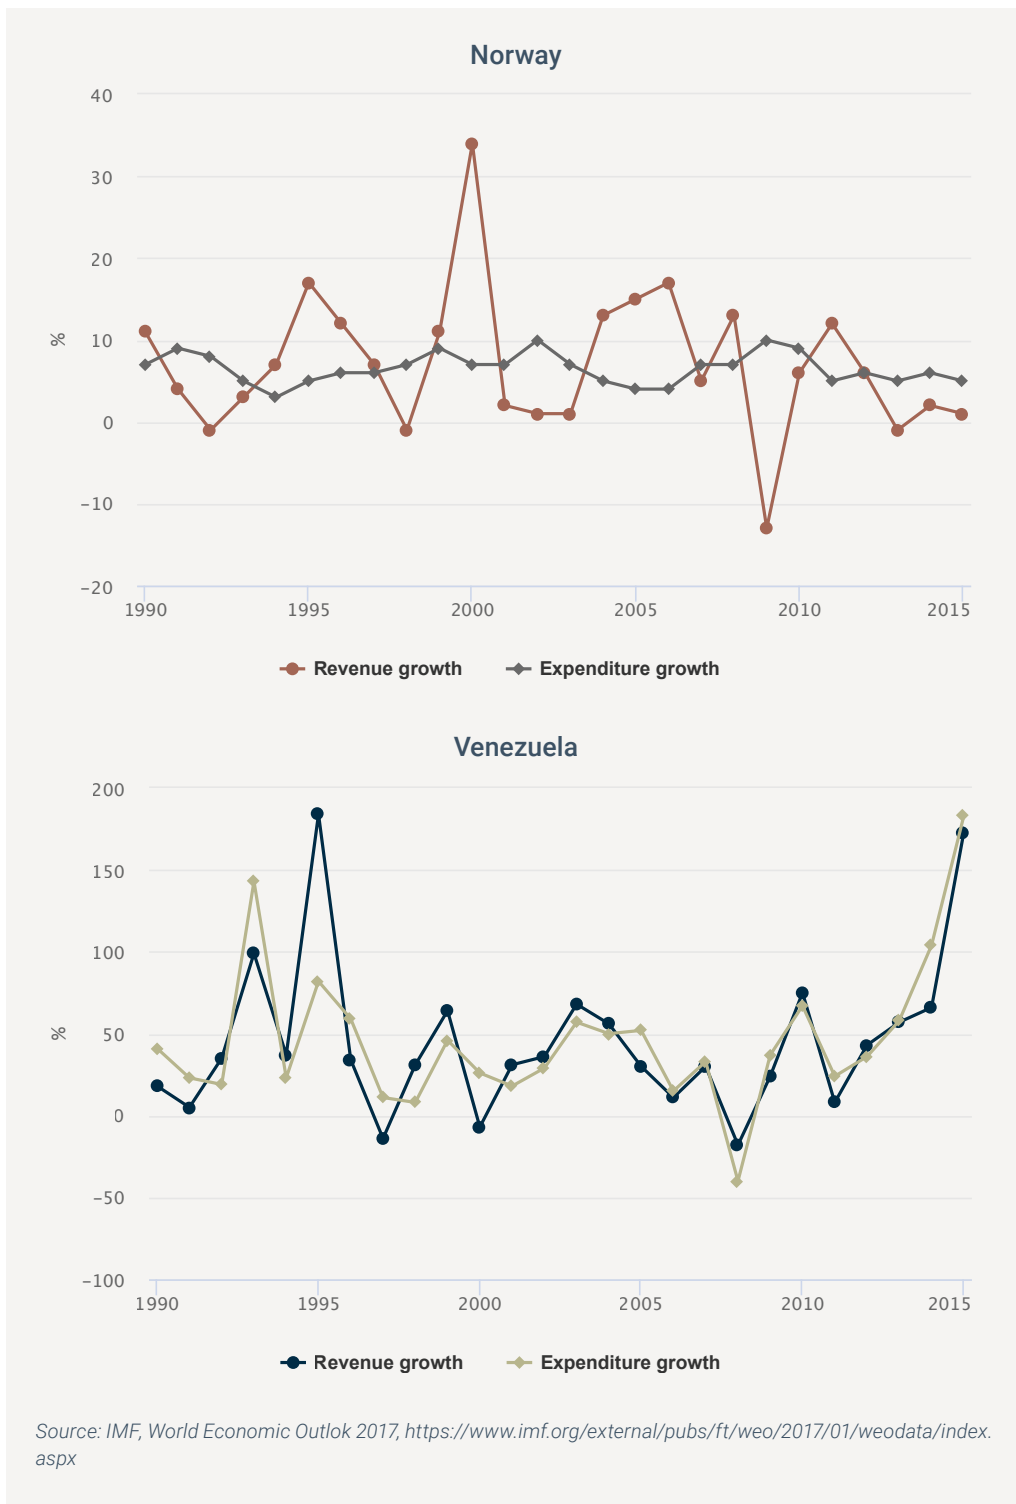 Norway
40
30
20
10
0
−10
−20
%
1990 1995 2000 2005 2010 2015
Revenue growth Expenditure growth
Venezuela
200
150
100
50
0
−50
−100
%
1990 1995 2000 2005 2010 2015
Revenue growth Expenditure growth
Source: IMF, World Economic Outlok 2017, https://www.imf.org/external/pubs/ft/weo/2017/01/weodata/index.
aspx